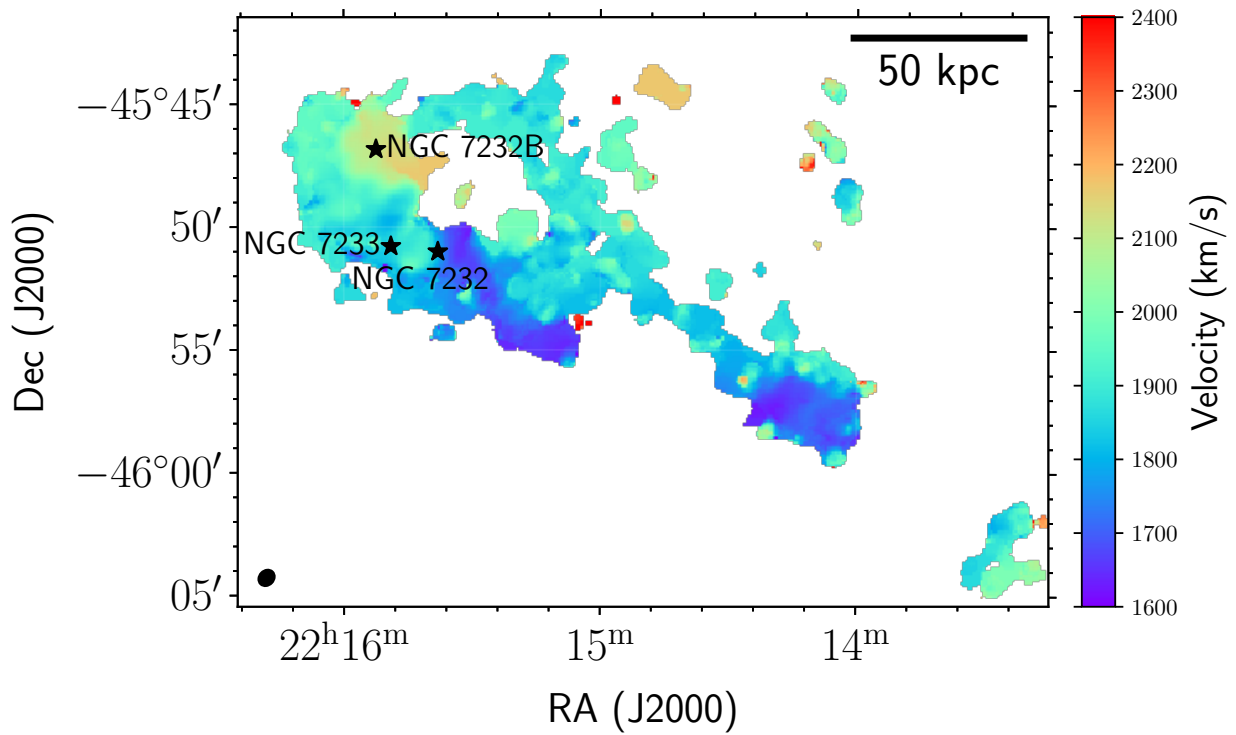 2400
50 kpc
2300
−45°45′
NGC 7232B
2200
50′
NGC 7233
2100
NGC 7232
2000
55′
1900
−46°00′
1800
1700
05′
1600
22ʰ16ᵐ
15ᵐ
14ᵐ
RA (J2000)
Dec (J2000)
Velocity (km/s)